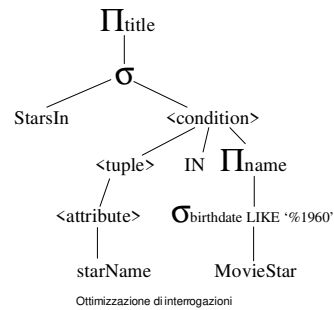 Πtitle
σ
StarsIn <condition>
<tuple> IN Πname
<attribute> σbirthdate LIKE ‘%1960’
starName MovieStar
Ottimizzazione di interrogazioni